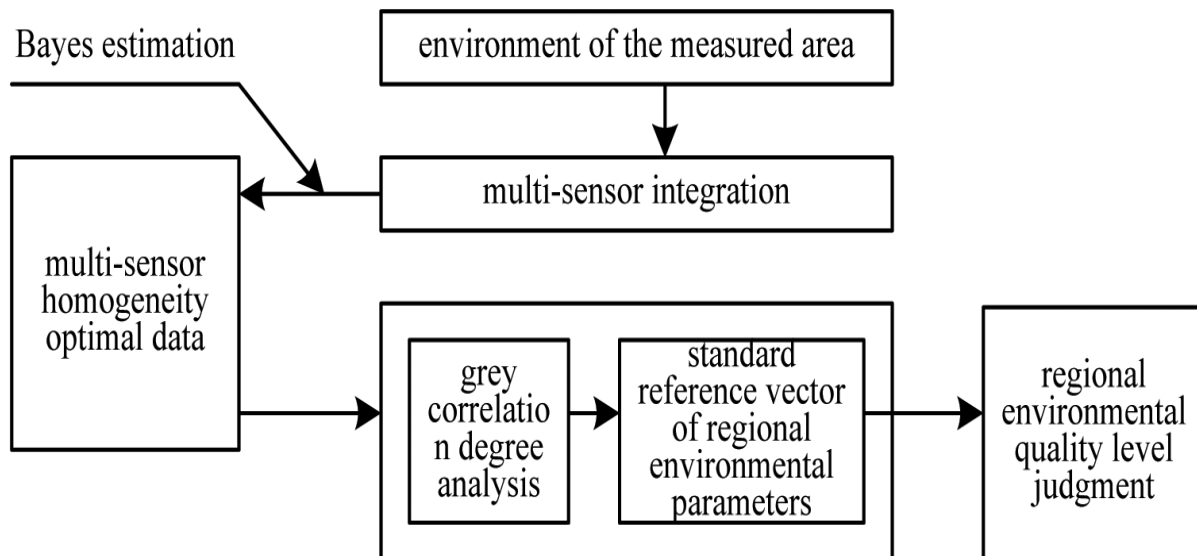 Bayes estimation
environment of the measured area
multi-sensor integration
multi-sensor
homogeneity
optimal data
grey
correlatio
n degree
analysis
standard
reference vector
of regional
environmental
parameters
regional
environmental
quality level
judgment